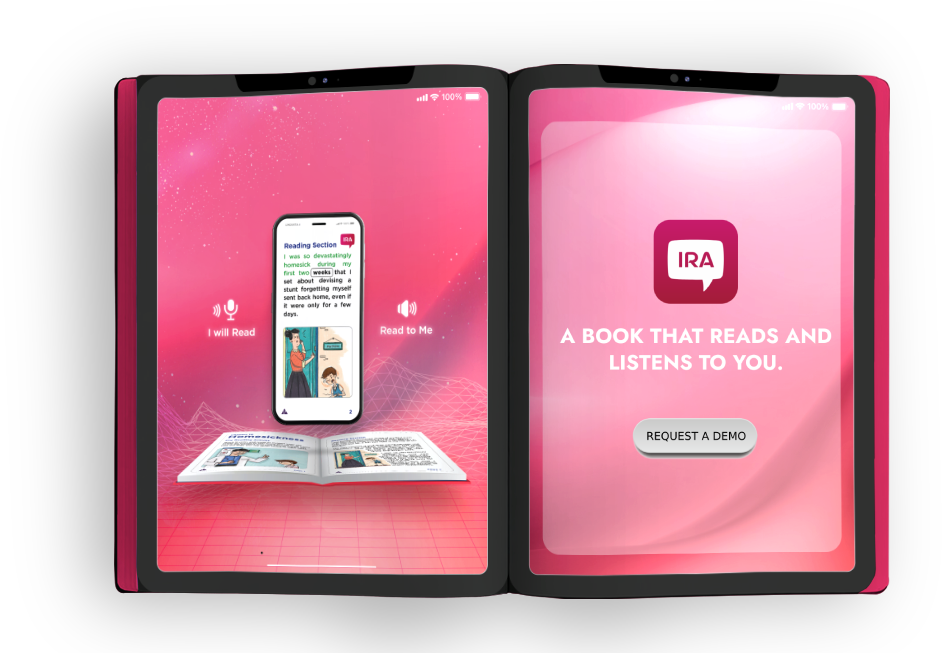 100%
Reading Section
IRA
I was so devastatingly
homesick during my
first two weeks that I
set about devising a
stunt forgetting myself
sent back home, even if
it were only for a few
days.
2
I will Read
Read to Me
Homesickness
100%
IRA
A BOOK THAT READS AND
LISTENS TO YOU.
REQUEST A DEMO